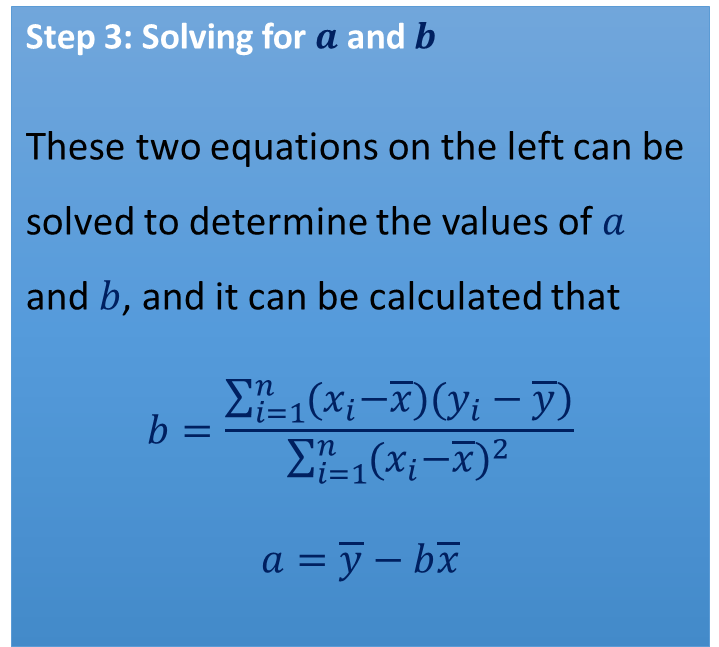 Step 3: Solving for a and b
These two equations on the left can be
solved to determine the values of a
and b, and it can be calculated that
b = \frac{\sum_{i=1}^{n}(x_i-\overline{x})(y_i - \overline{y})}{\sum_{i=1}^{n}(x_i-\overline{x})^2}
a = \overline{y} - b\overline{x}